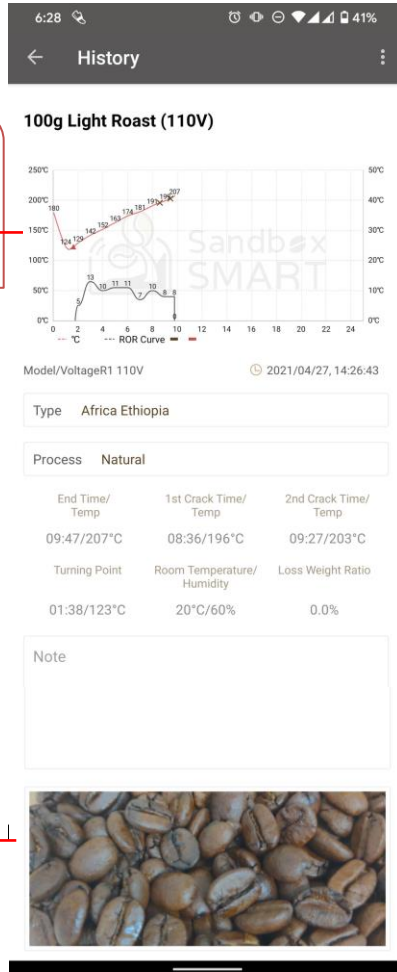 6:28 41%
History
100g Light Roast (110V)
250℃ 50℃
200℃ 40℃
150℃ 30℃
100℃ 20℃
50℃ 10℃
0℃ 0℃
180 124 129 142 152 163 174 181 191 196 207
Sandbox
SMART
5 13 10 11 11 7 10 8 8
0
0 2 4 6 8 10 12 14 16 18 20 22 24
℃ ROR Curve
Model/VoltageR1 110V 2021/04/27, 14:26:43
Type Africa Ethiopia
Process Natural
End Time/ 1st Crack Time/ 2nd Crack Time/
Temp Temp Temp
09:47/207°C 08:36/196°C 09:27/203°C
Turning Point Room Temperature/ Loss Weight Ratio
Humidity
01:38/123°C 20°C/60% 0.0%
Note